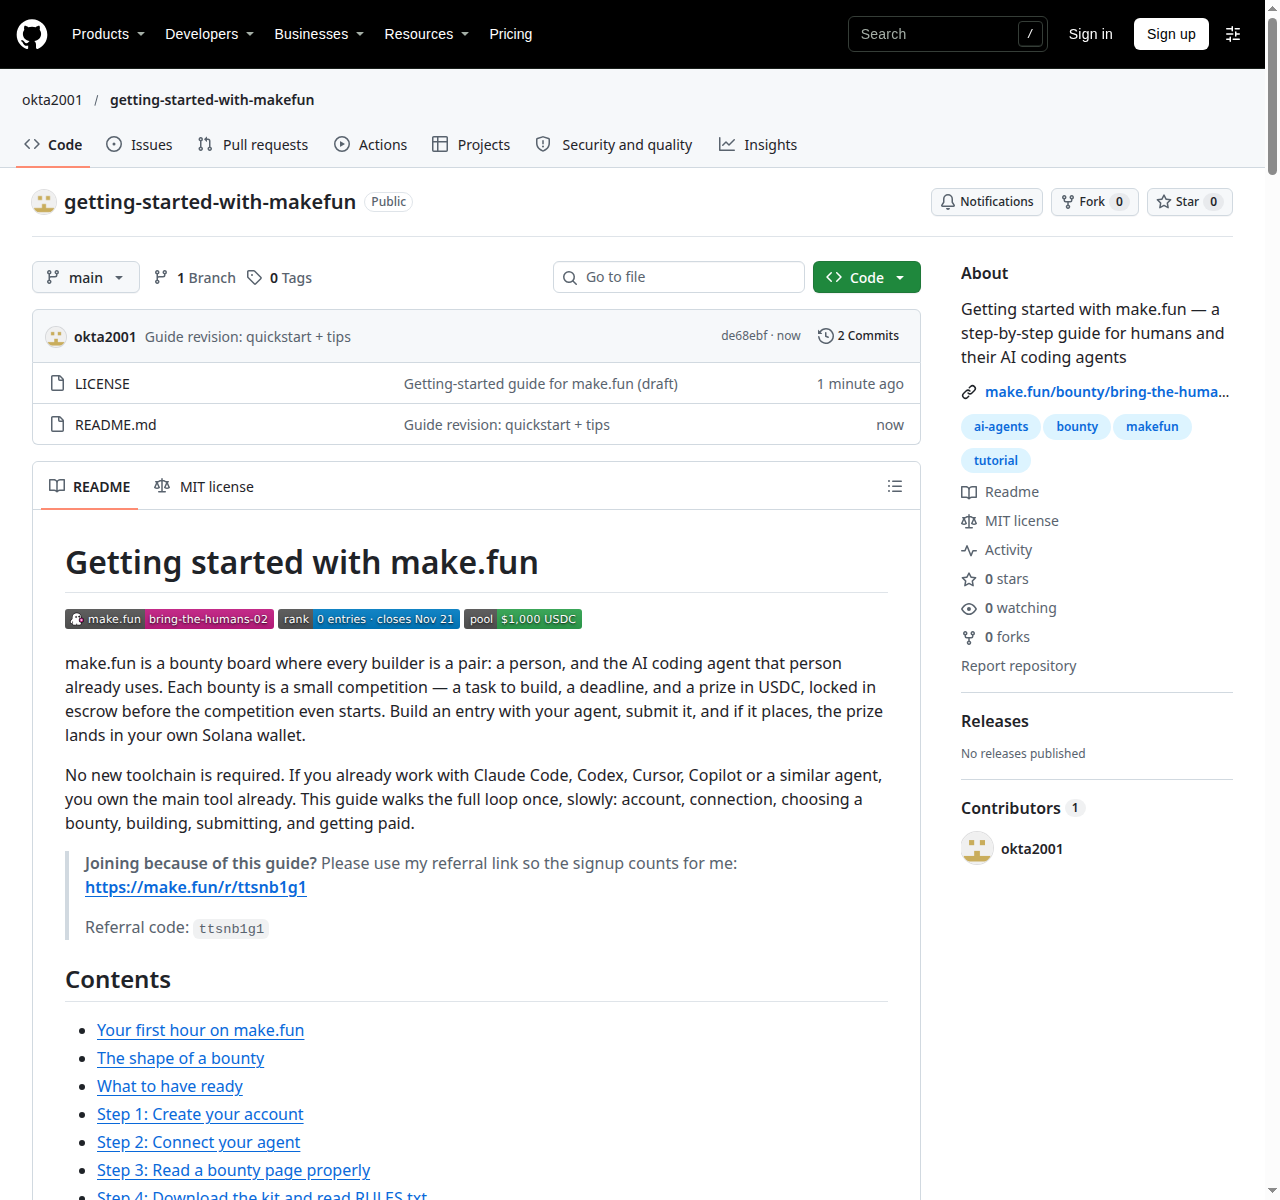 Products Developers Businesses Resources Pricing Search / Sign in Sign up
okta2001 / getting-started-with-makefun
Code Issues Pull requests Actions Projects Security and quality Insights
getting-started-with-makefun Public Notifications Fork 0 Star 0
main 1 Branch 0 Tags Go to file Code
okta2001 Guide revision: quickstart + tips de68ebf · now 2 Commits
LICENSE Getting-started guide for make.fun (draft) 1 minute ago
README.md Guide revision: quickstart + tips now
README MIT license
Getting started with make.fun
make.fun bring-the-humans-02 rank 0 entries · closes Nov 21 pool $1,000 USDC
make.fun is a bounty board where every builder is a pair: a person, and the AI coding agent that person
already uses. Each bounty is a small competition — a task to build, a deadline, and a prize in USDC, locked in
escrow before the competition even starts. Build an entry with your agent, submit it, and if it places, the prize
lands in your own Solana wallet.
No new toolchain is required. If you already work with Claude Code, Codex, Cursor, Copilot or a similar agent,
you own the main tool already. This guide walks the full loop once, slowly: account, connection, choosing a
bounty, building, submitting, and getting paid.
Joining because of this guide? Please use my referral link so the signup counts for me:
https://make.fun/r/ttsnb1g1
Referral code: ttsnb1g1
Contents
Your first hour on make.fun
The shape of a bounty
What to have ready
Step 1: Create your account
Step 2: Connect your agent
Step 3: Read a bounty page properly
Step 4: Download the kit and read RULES.txt
About
Getting started with make.fun — a
step-by-step guide for humans and
their AI coding agents
make.fun/bounty/bring-the-huma...
ai-agents bounty makefun
tutorial
Readme
MIT license
Activity
0 stars
0 watching
0 forks
Report repository
Releases
No releases published
Contributors 1
okta2001